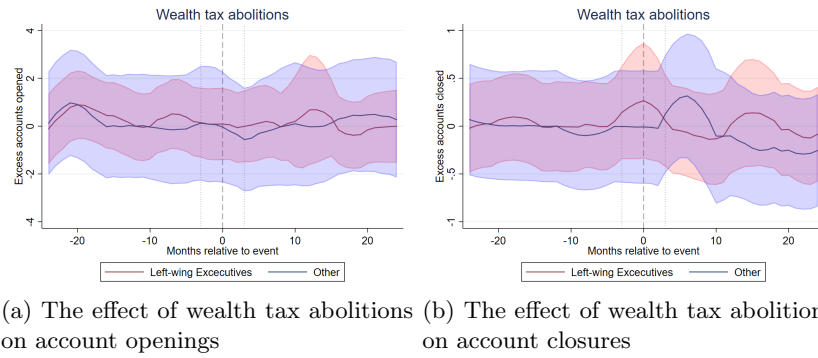 Wealth tax abolitions
Excess accounts opened
4
2
0
-2
-4
-20
-10
0
10
20
Months relative to event
Left-wing Excecutives
Other
(a) The effect of wealth tax abolitions
on account openings
Wealth tax abolitions
Excess accounts closed
1
.5
0
-.5
-1
-20
-10
0
10
20
Months relative to event
Left-wing Excecutives
Other
(b) The effect of wealth tax abolition
on account closures